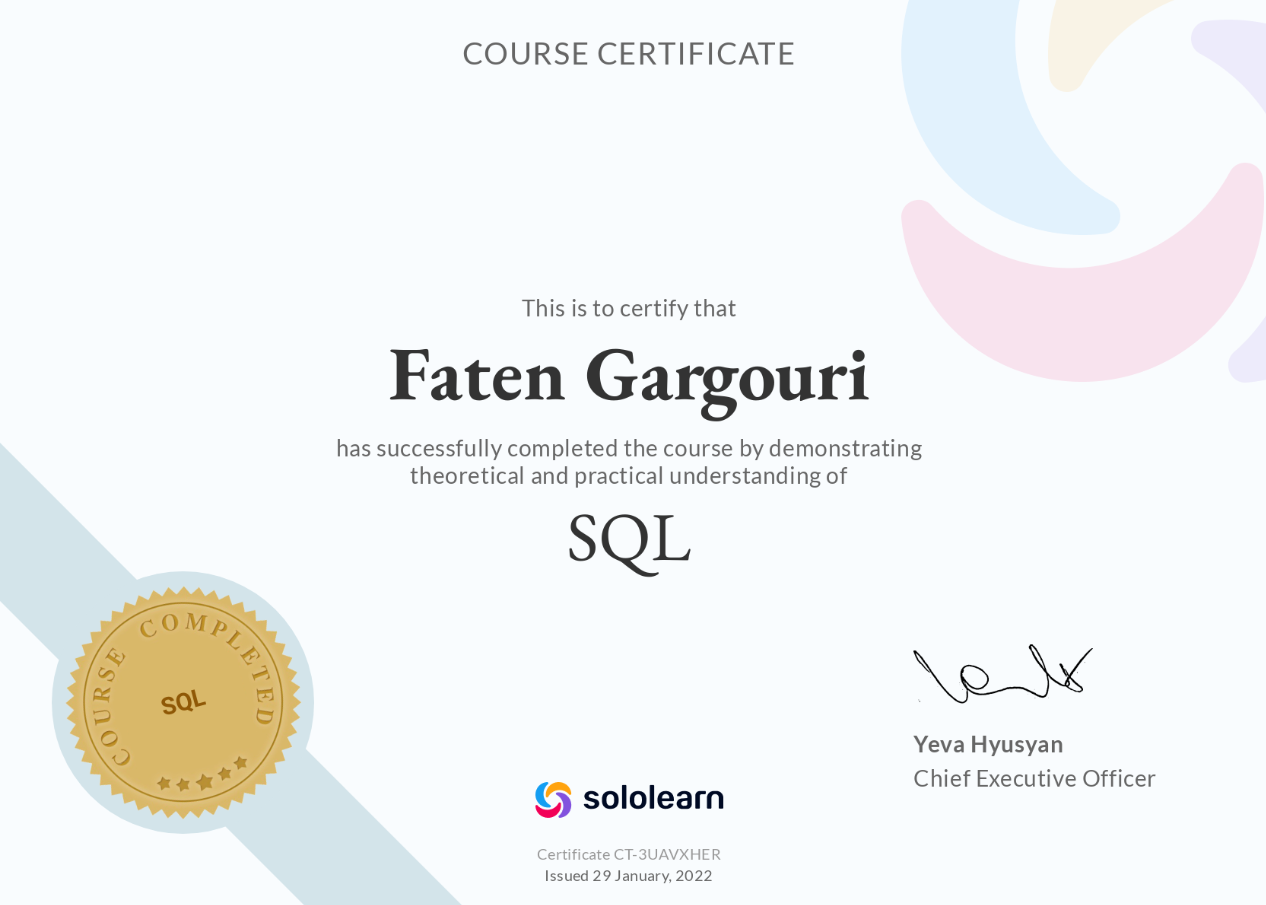 COURSE CERTIFICATE
This is to certify that
Faten Gargouri
has successfully completed the course by demonstrating
theoretical and practical understanding of
SQL
COURSE COMPLETED
SQL
Yeva Hyusyan
Chief Executive Officer
sololearn
Certificate CT-3UAVXHER
Issued 29 January, 2022